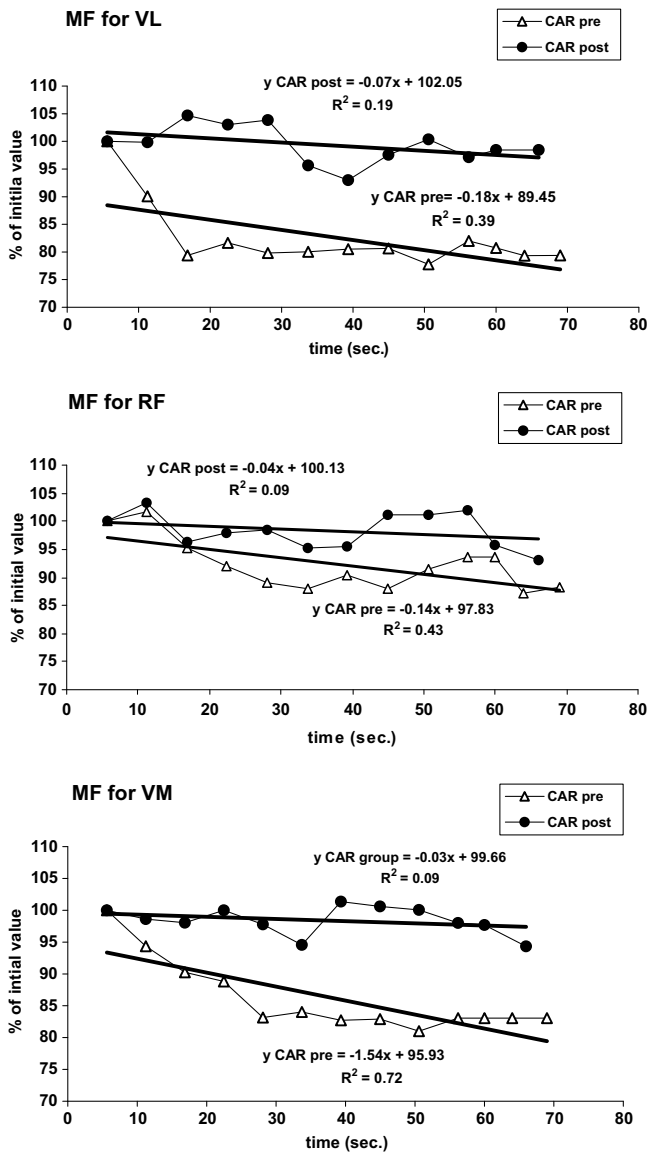 MF for VL
CAR pre
CAR post
y CAR post = -0.07x + 102.05
R² = 0.19
y CAR pre= -0.18x + 89.45
R² = 0.39
% of initila value
110
105
100
95
90
85
80
75
70
0 10 20 30 40 50 60 70 80
time (sec.)
MF for RF
CAR pre
CAR post
y CAR post = -0.04x + 100.13
R² = 0.09
y CAR pre = -0.14x + 97.83
R² = 0.43
% of initial value
110
105
100
95
90
85
80
75
70
0 10 20 30 40 50 60 70 80
time (sec.)
MF for VM
CAR pre
CAR post
y CAR group = -0.03x + 99.66
R² = 0.09
y CAR pre = -1.54x + 95.93
R² = 0.72
% of intial value
110
105
100
95
90
85
80
75
70
0 10 20 30 40 50 60 70 80
time (sec.)